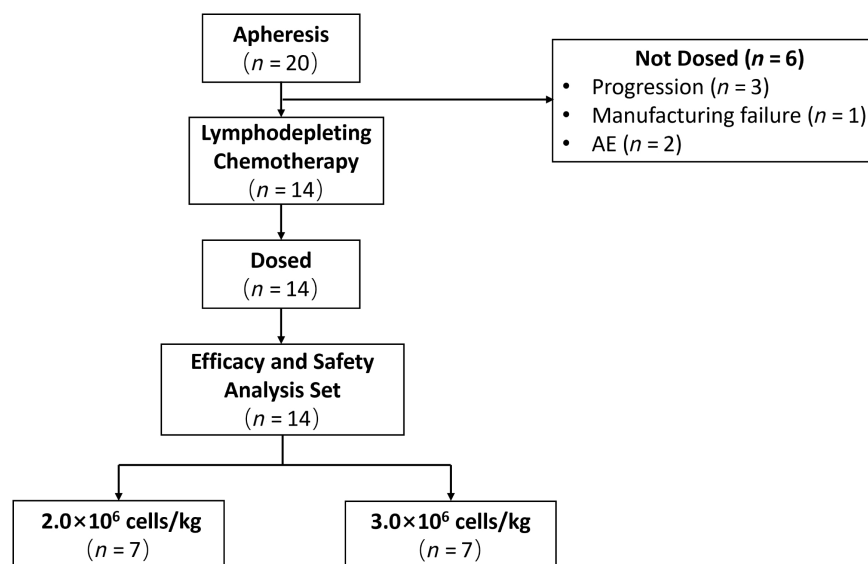 Apheresis
(n = 20)
Not Dosed (n = 6)
• Progression (n = 3)
• Manufacturing failure (n = 1)
• AE (n = 2)
Lymphodepleting
Chemotherapy
(n = 14)
Dosed
(n = 14)
Efficacy and Safety
Analysis Set
(n = 14)
2.0×10⁶ cells/kg
(n = 7)
3.0×10⁶ cells/kg
(n = 7)